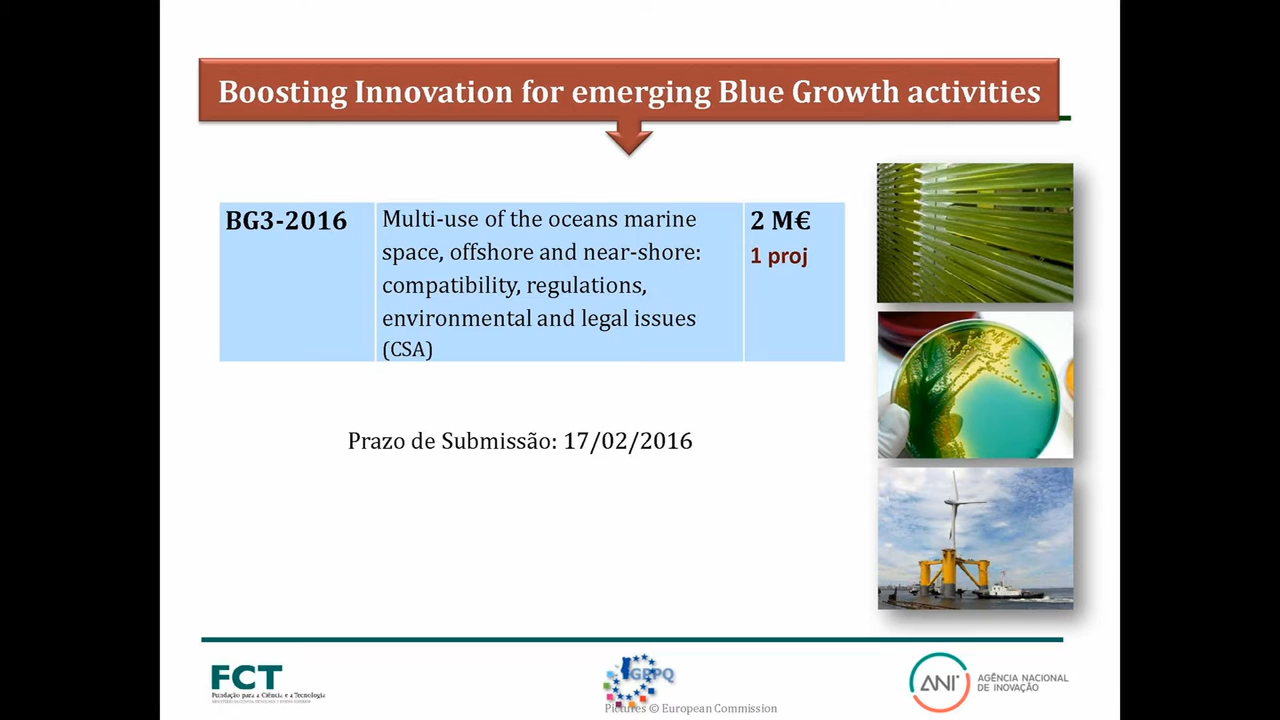 Boosting Innovation for emerging Blue Growth activities
BG3-2016
Multi-use of the oceans marine
space, offshore and near-shore:
compatibility, regulations,
environmental and legal issues
(CSA)
2 M€
1 proj
Prazo de Submissão: 17/02/2016
FCT
Fundação para a Ciência e a Tecnologia
GPPQ
Pictures © European Commission
ANI
AGÊNCIA NACIONAL
DE INOVAÇÃO